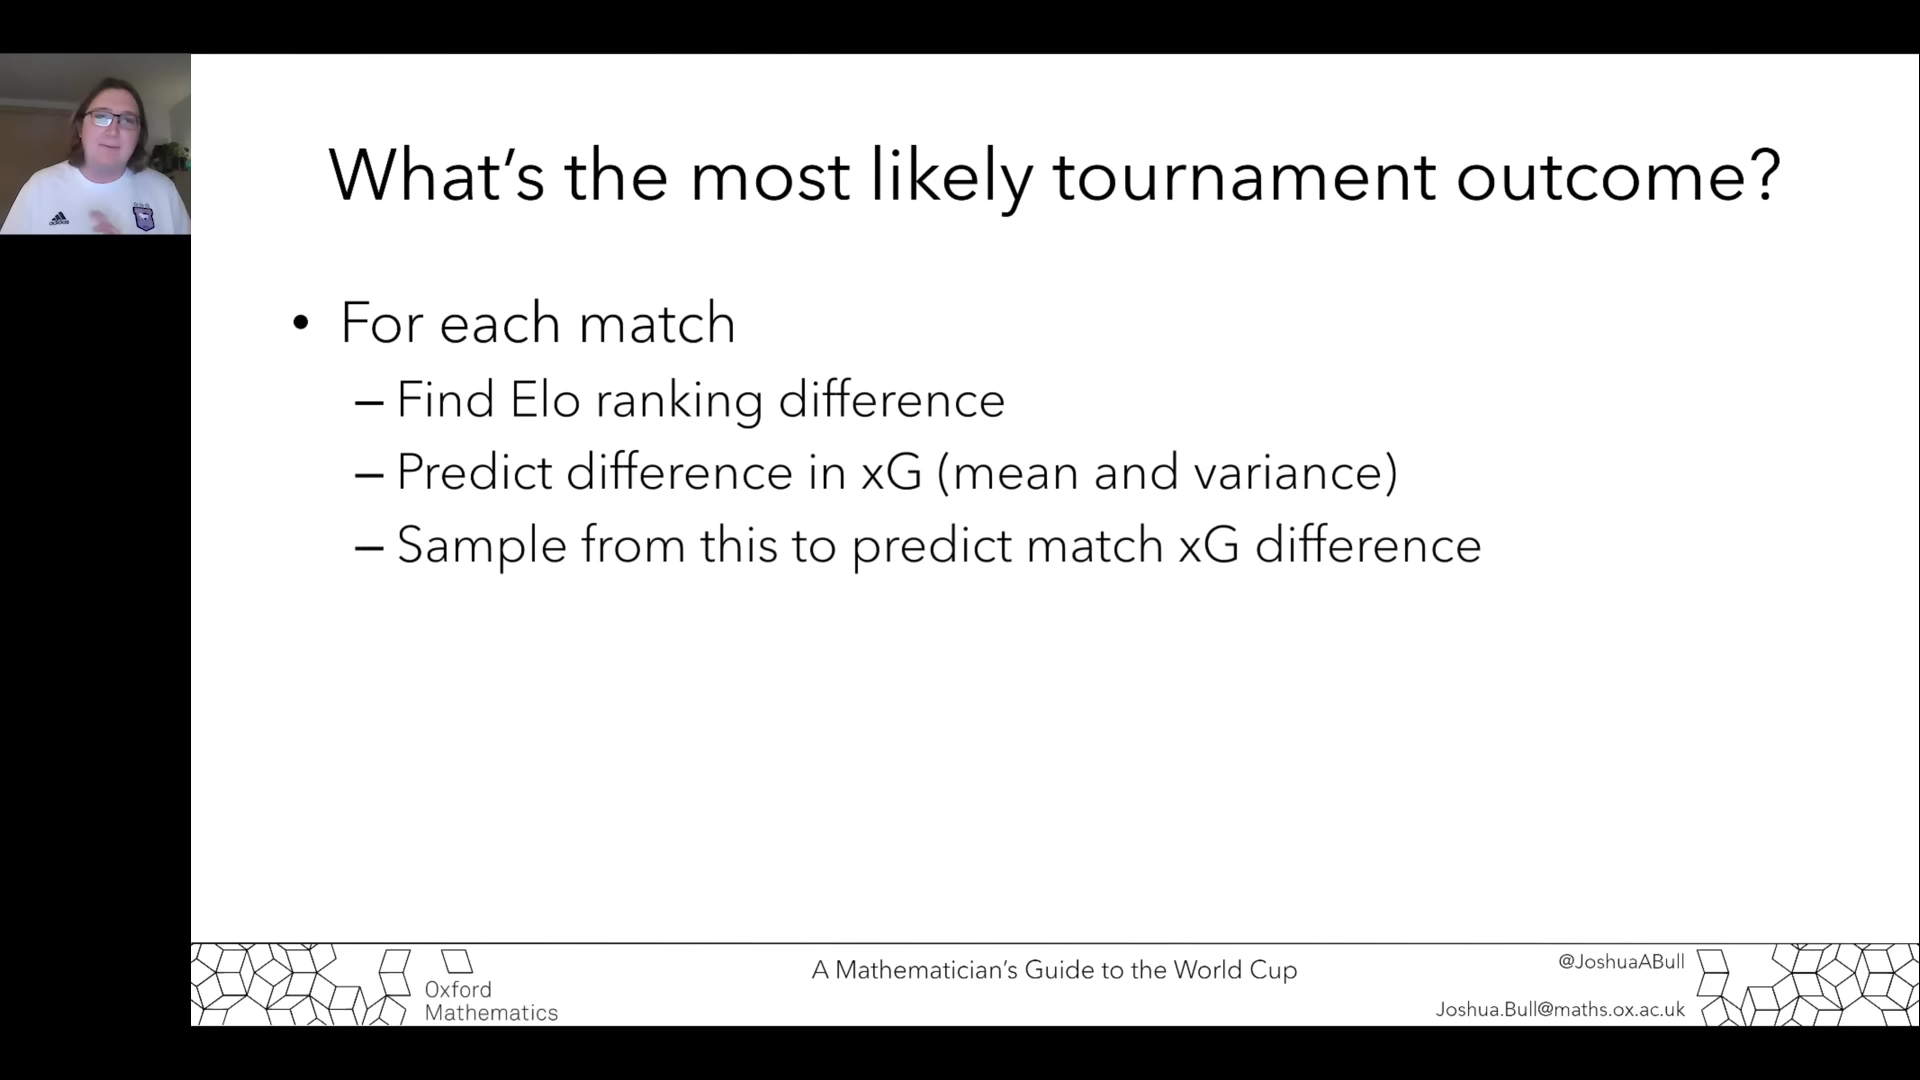 What's the most likely tournament outcome?
• For each match
– Find Elo ranking difference
– Predict difference in xG (mean and variance)
– Sample from this to predict match xG difference
Oxford
Mathematics
A Mathematician's Guide to the World Cup
@JoshuaABull
Joshua.Bull@maths.ox.ac.uk
adidas